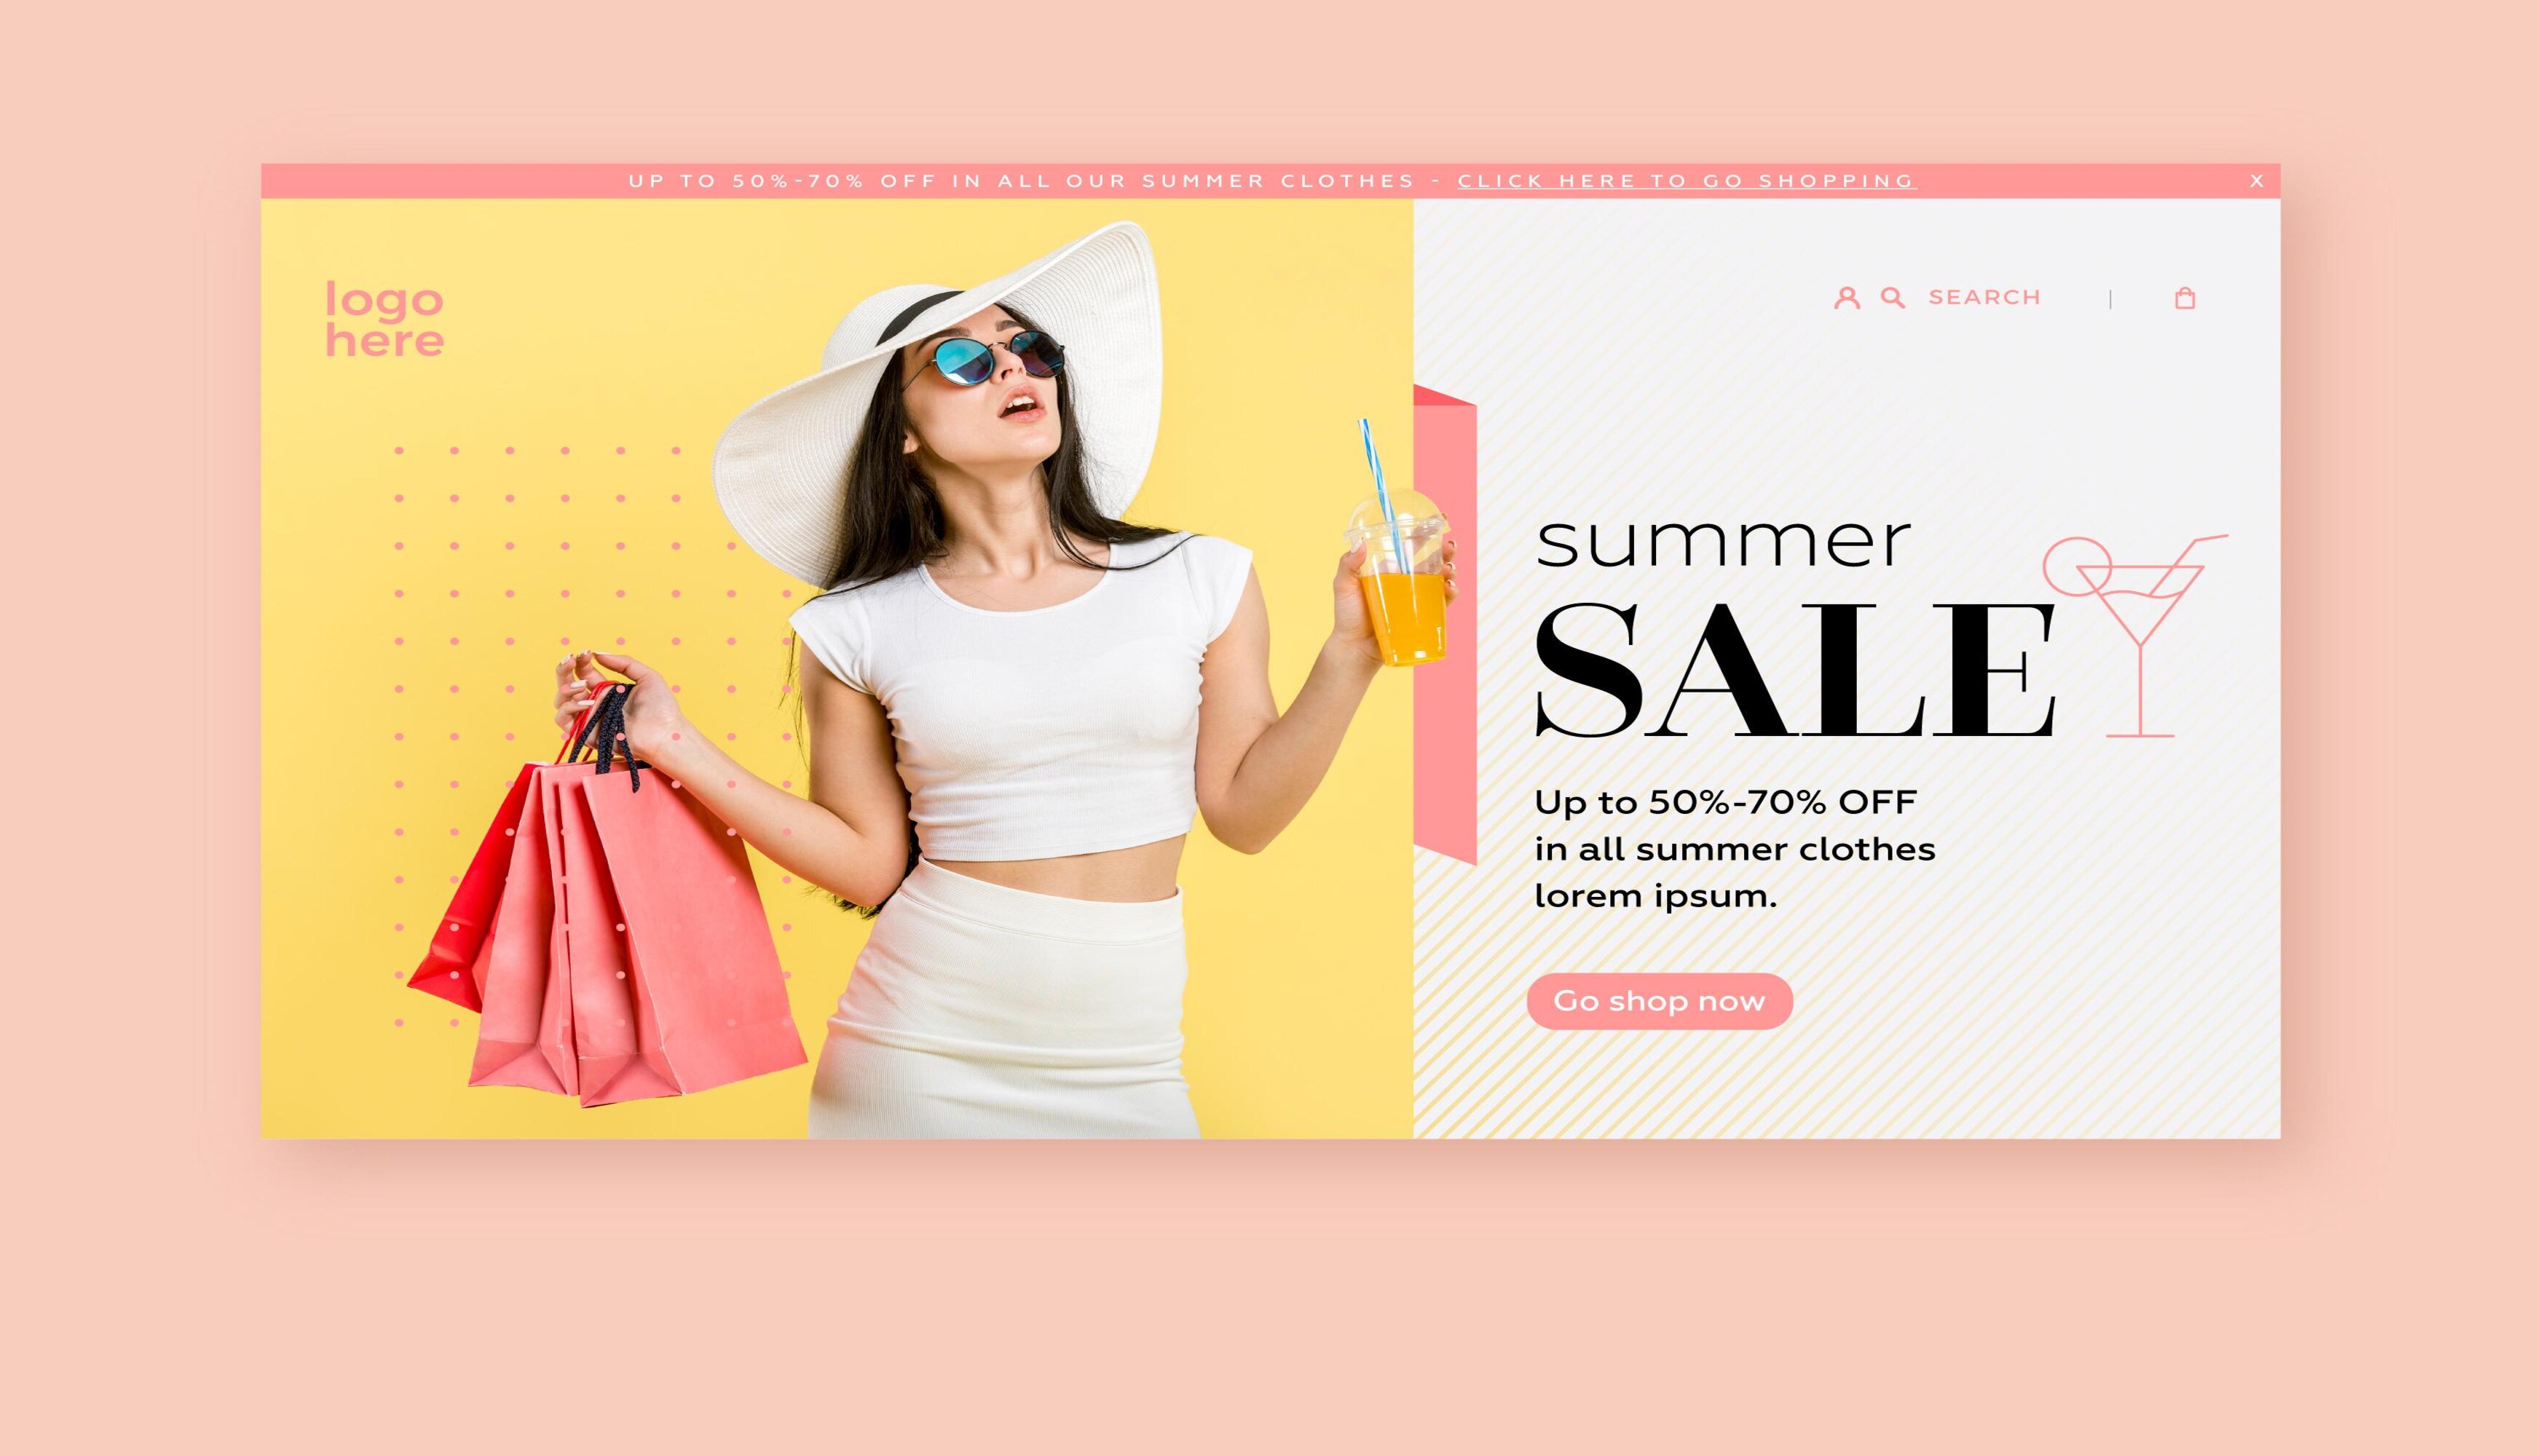 UP TO 50%-70% OFF IN ALL OUR SUMMER CLOTHES - CLICK HERE TO GO SHOPPING X
logo
here
SEARCH |
summer
SALE
Up to 50%-70% OFF
in all summer clothes
lorem ipsum.
Go shop now